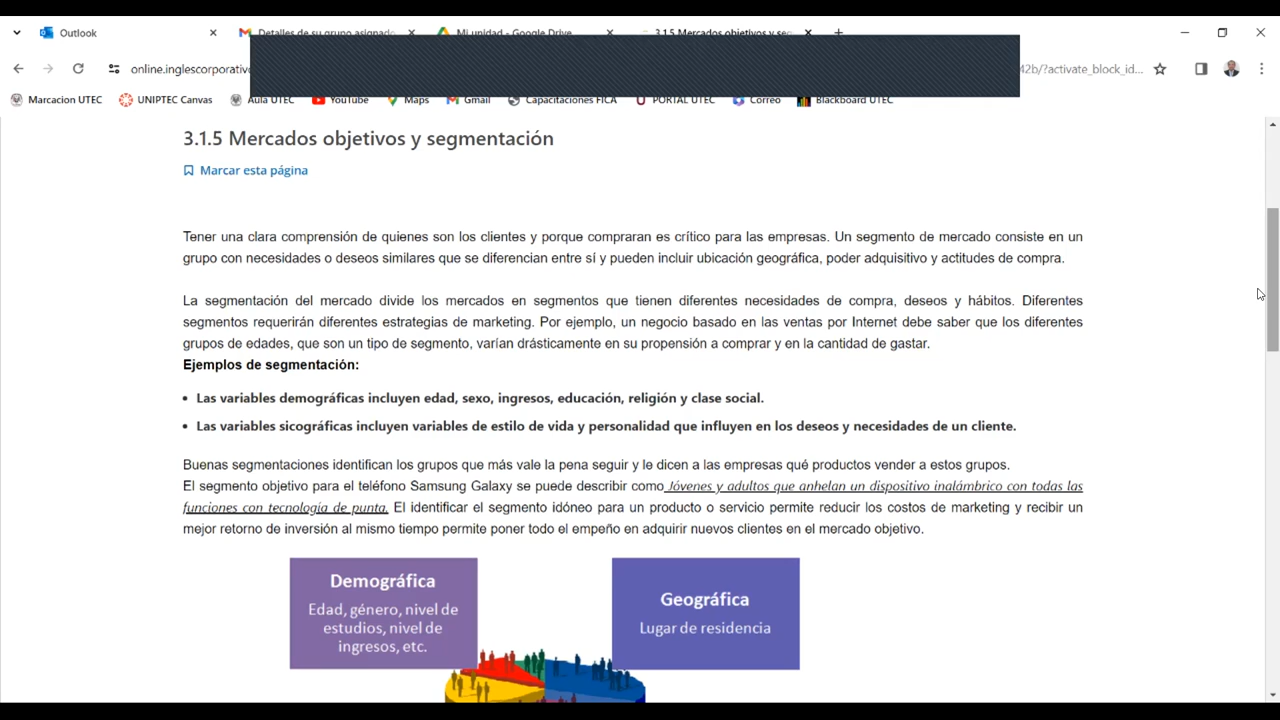 Outlook
Detalles de su grupo asignado
Mi unidad - Google Drive
3.1.5 Mercados objetivos y seg
online.inglescorporativo
42b/?activate_block_id...
Marcacion UTEC
UNIPTEC Canvas
Aula UTEC
YouTube
Maps
Gmail
Capacitaciones FICA
PORTAL UTEC
Correo
Blackboard UTEC
3.1.5 Mercados objetivos y segmentación
Marcar esta página
Tener una clara comprensión de quienes son los clientes y porque compraran es crítico para las empresas. Un segmento de mercado consiste en un
grupo con necesidades o deseos similares que se diferencian entre sí y pueden incluir ubicación geográfica, poder adquisitivo y actitudes de compra.
La segmentación del mercado divide los mercados en segmentos que tienen diferentes necesidades de compra, deseos y hábitos. Diferentes
segmentos requerirán diferentes estrategias de marketing. Por ejemplo, un negocio basado en las ventas por Internet debe saber que los diferentes
grupos de edades, que son un tipo de segmento, varían drásticamente en su propensión a comprar y en la cantidad de gastar.
Ejemplos de segmentación:
• Las variables demográficas incluyen edad, sexo, ingresos, educación, religión y clase social.
• Las variables sicográficas incluyen variables de estilo de vida y personalidad que influyen en los deseos y necesidades de un cliente.
Buenas segmentaciones identifican los grupos que más vale la pena seguir y le dicen a las empresas qué productos vender a estos grupos.
El segmento objetivo para el teléfono Samsung Galaxy se puede describir como Jóvenes y adultos que anhelan un dispositivo inalámbrico con todas las
funciones con tecnología de punta. El identificar el segmento idóneo para un producto o servicio permite reducir los costos de marketing y recibir un
mejor retorno de inversión al mismo tiempo permite poner todo el empeño en adquirir nuevos clientes en el mercado objetivo.
Demográfica
Edad, género, nivel de
estudios, nivel de
ingresos, etc.
Geográfica
Lugar de residencia